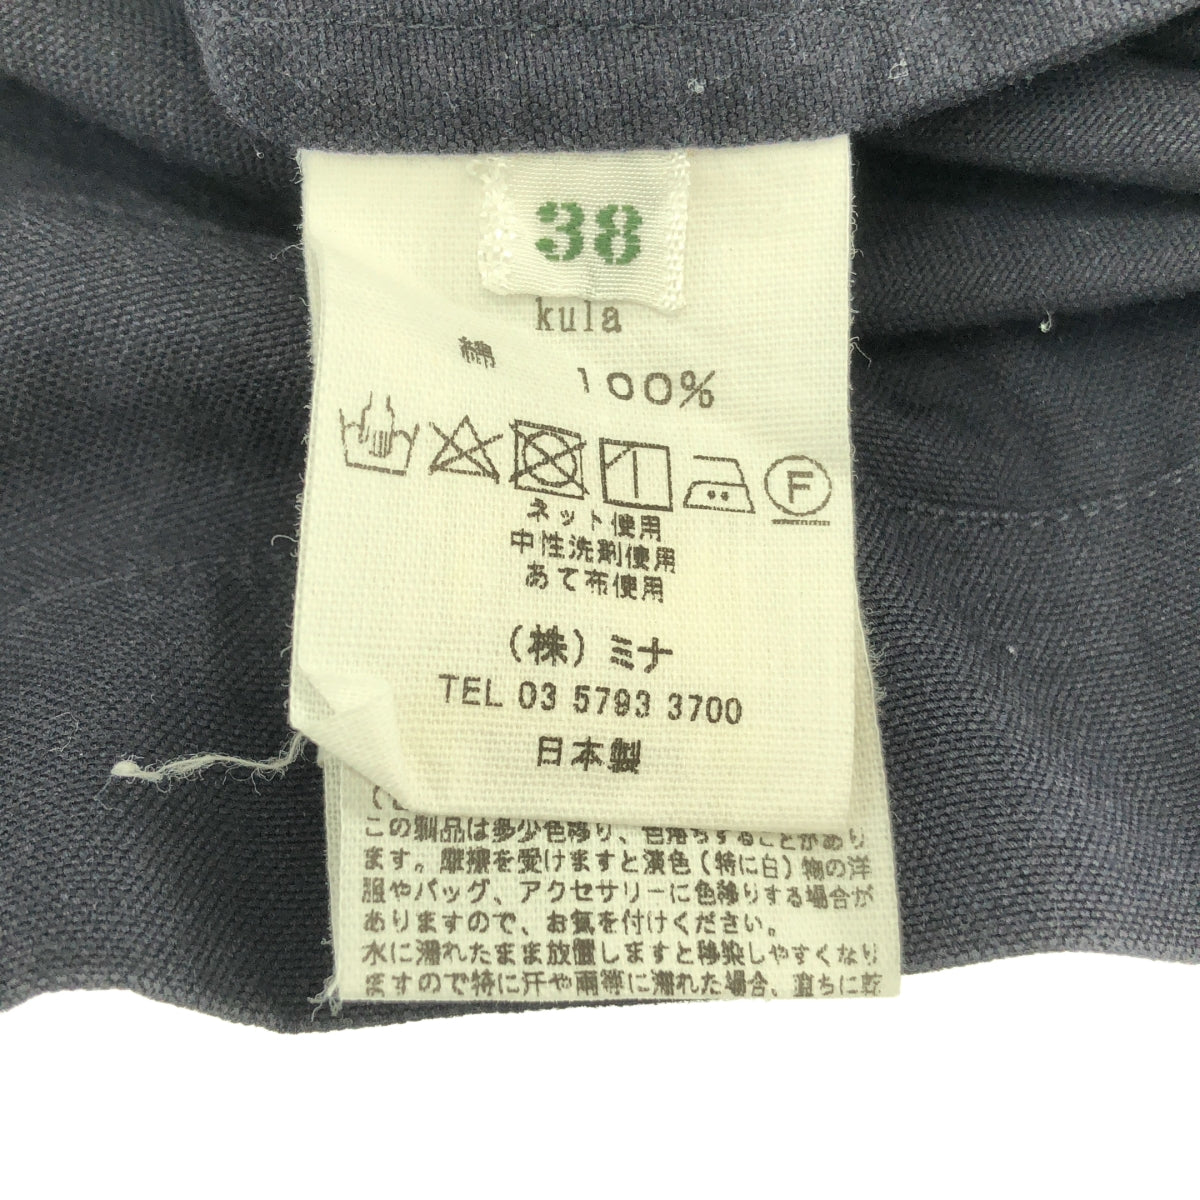 38
kula
綿 100%
F
ネット使用
中性洗剤使用
あて布使用
(株)ミナ
TEL 03 5793 3700
日本製
この製品は多少色移り、色落ちすることがあり
ます。摩擦を受けますと淡色(特に白)物の洋
服やバッグ、アクセサリーに色移りする場合が
ありますので、お気を付けください。
水に濡れたまま放置しますと移染しやすくなり
ますので特に汗や雨等に濡れた場合、直ちに乾